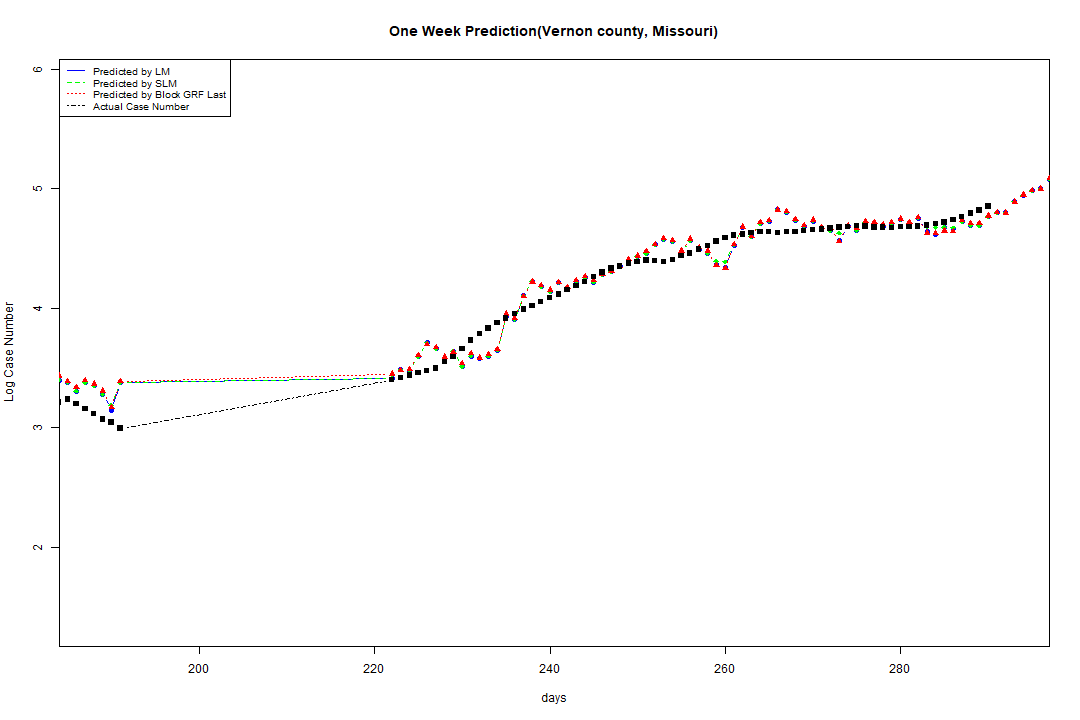 One Week Prediction(Vernon county, Missouri)
Predicted by LM
Predicted by SLM
Predicted by Block GRF Last
Actual Case Number
6
5
4
3
2
Log Case Number
200 220 240 260 280
days